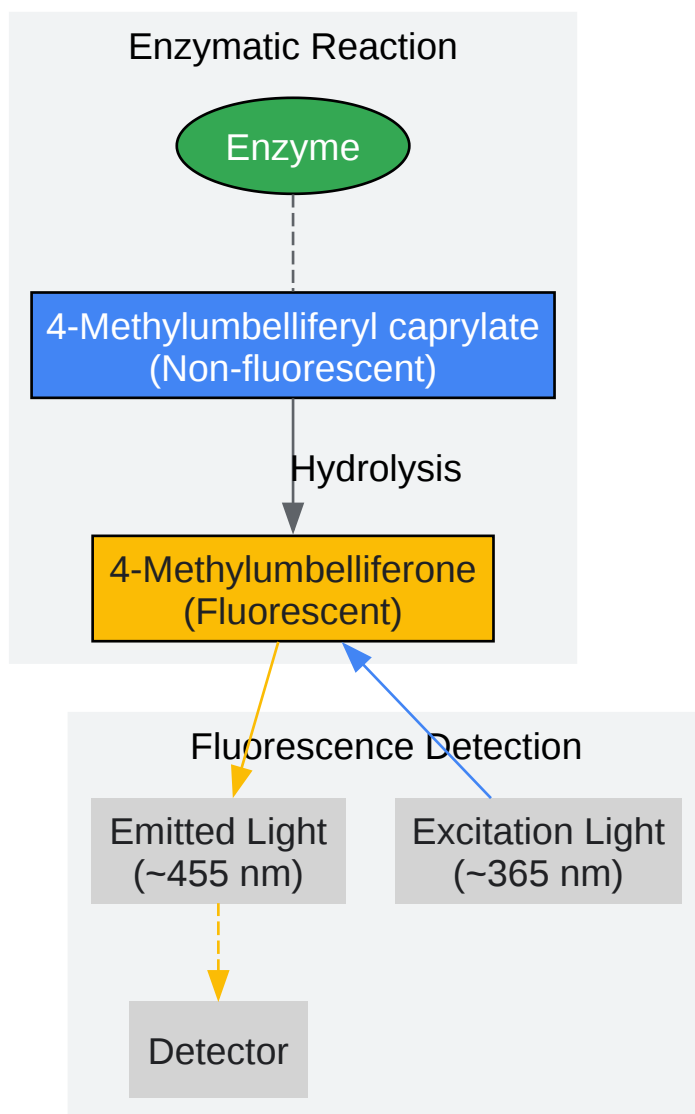 Enzymatic Reaction
Enzyme
4-Methylumbelliferyl caprylate
(Non-fluorescent)
Hydrolysis
4-Methylumbelliferone
(Fluorescent)
Fluorescence Detection
Emitted Light
(~455 nm)
Excitation Light
(~365 nm)
Detector